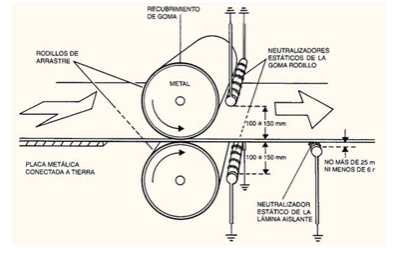 RECUBRIMIENTO
DE GOMA
RODILLOS DE
ARRASTRE
METAL
NEUTRALIZADORES
ESTÁTICOS DE LA
GOMA RODILLO
100 a 150 mm
100 a 150 mm
PLACA METÁLICA
CONECTADA A TIERRA
NO MÁS DE 25 m
NI MENOS DE 6 r
NEUTRALIZADOR
ESTÁTICO DE LA
LÁMINA AISLANTE